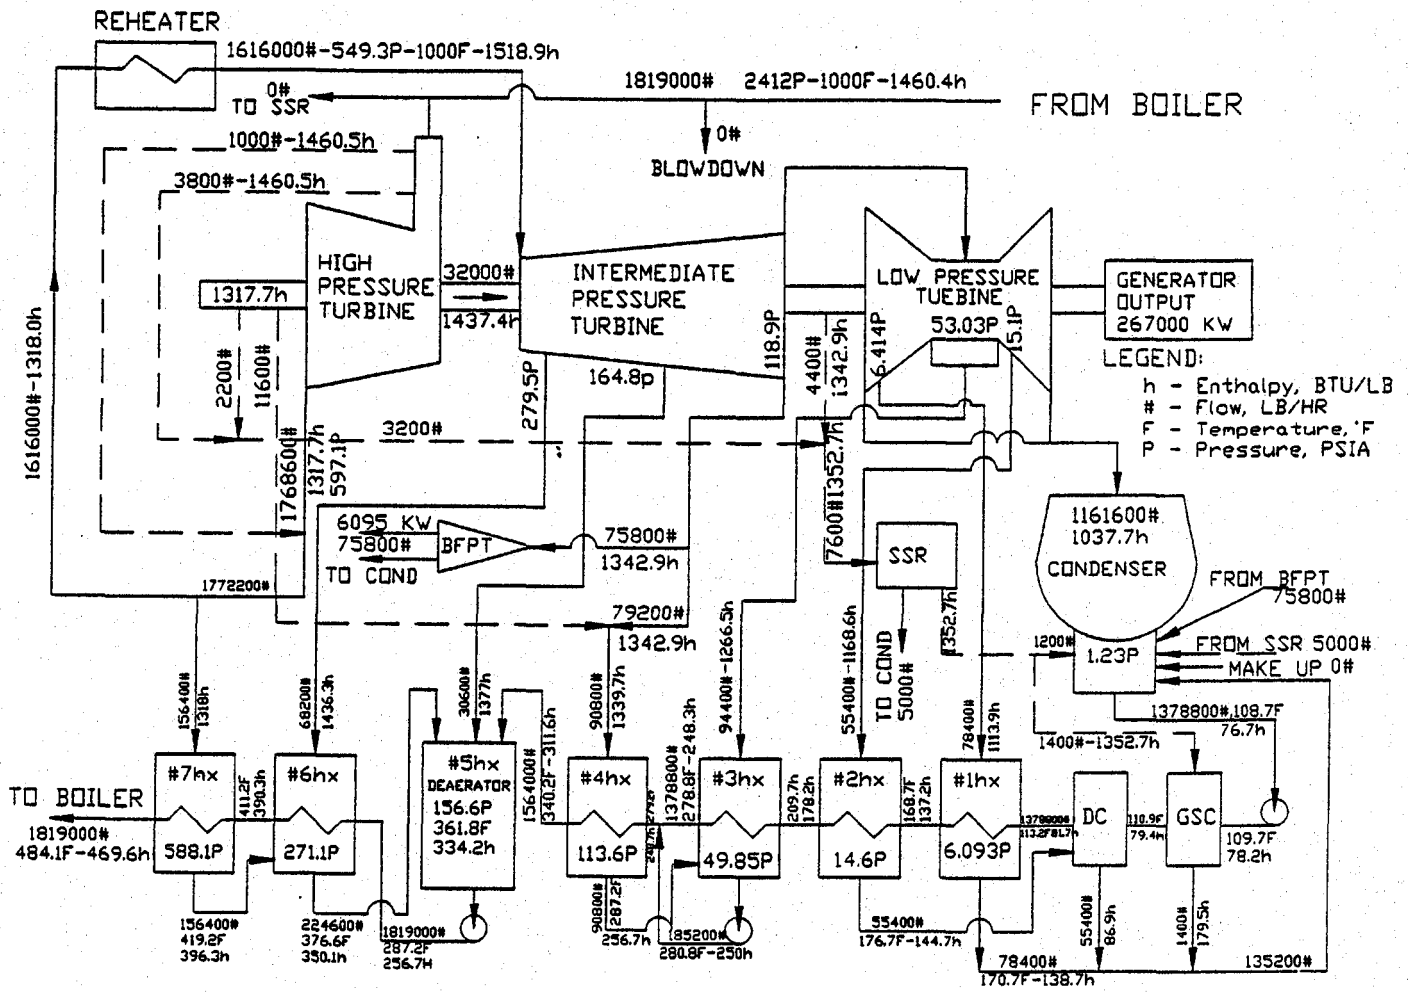 REHEATER
1616000#-549.3P-1000F-1518.9h
1819000# 2412P-1000F-1460.4h
FROM BOILER
0#
TO SSR
0#
BLOWDOWN
1000#-1460.5h
3800#-1460.5h
1616000#-1318.0h
HIGH
PRESSURE
TURBINE
1317.7h
32000#
1437.4h
INTERMEDIATE
PRESSURE
TURBINE
118.9P
LOW PRESSURE
TUEBINE
53.03P
15.1P
6.414P
GENERATOR
OUTPUT
267000 KW
LEGEND:
h - Enthalpy, BTU/LB
# - Flow, LB/HR
F - Temperature,'F
P - Pressure, PSIA
2200#
11600#
1768600#
1317.7h
597.1P
3200#
279.5P
164.8p
4400#
1342.9h
7600#1352.7h
6095 KW
75800#
TO COND
BFPT
75800#
1342.9h
1772200#
79200#
1342.9h
SSR
1352.7h
TO COND
5000#
1161600#
1037.7h
CONDENSER
1.23P
1200#
FROM BFPT
75800#
FROM SSR 5000#
MAKE UP 0#
1378800#,108.7F
76.7h
1400#-1352.7h
156400#
1318h
68200#
1436.3h
30600#
1377h
1564000#
340.2F-311.6h
90800#
1339.7h
1378800#
278.8F-248.3h
94400#-1266.5h
55400#-1168.6h
78400#
1113.9h
TO BOILER
1819000#
484.1F-469.6h
#7hx
588.1P
411.2F
390.3h
#6hx
271.1P
#5hx
DEAERATOR
156.6P
361.8F
334.2h
#4hx
113.6P
#3hx
49.85P
209.7h
178.2h
#2hx
14.6P
168.7F
137.2h
#1hx
6.093P
1378800#
113.2F81.7h
DC
110.9F
79.4h
GSC
109.7F
78.2h
156400#
419.2F
396.3h
224600#
376.6F
350.1h
1819000#
287.2F
256.7H
90800#
287.2F
256.7h
185200#
280.8F-250h
55400#
176.7F-144.7h
55400#
86.9h
1400#
179.5h
78400#
170.7F-138.7h
135200#